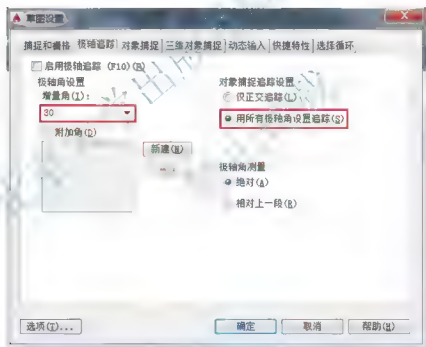 草图设置
捕捉和栅格 极轴追踪 对象捕捉 三维对象捕捉 动态输入 快捷特性 选择循环
启用极轴追踪 (F10)(P)
极轴角设置
增量角(I):
30
附加角(D)
新建(N)
对象捕捉追踪设置
仅正交追踪(L)
用所有极轴角设置追踪(S)
极轴角测量
绝对(A)
相对上一段(R)
选项(T)...
确定
取消
帮助(H)